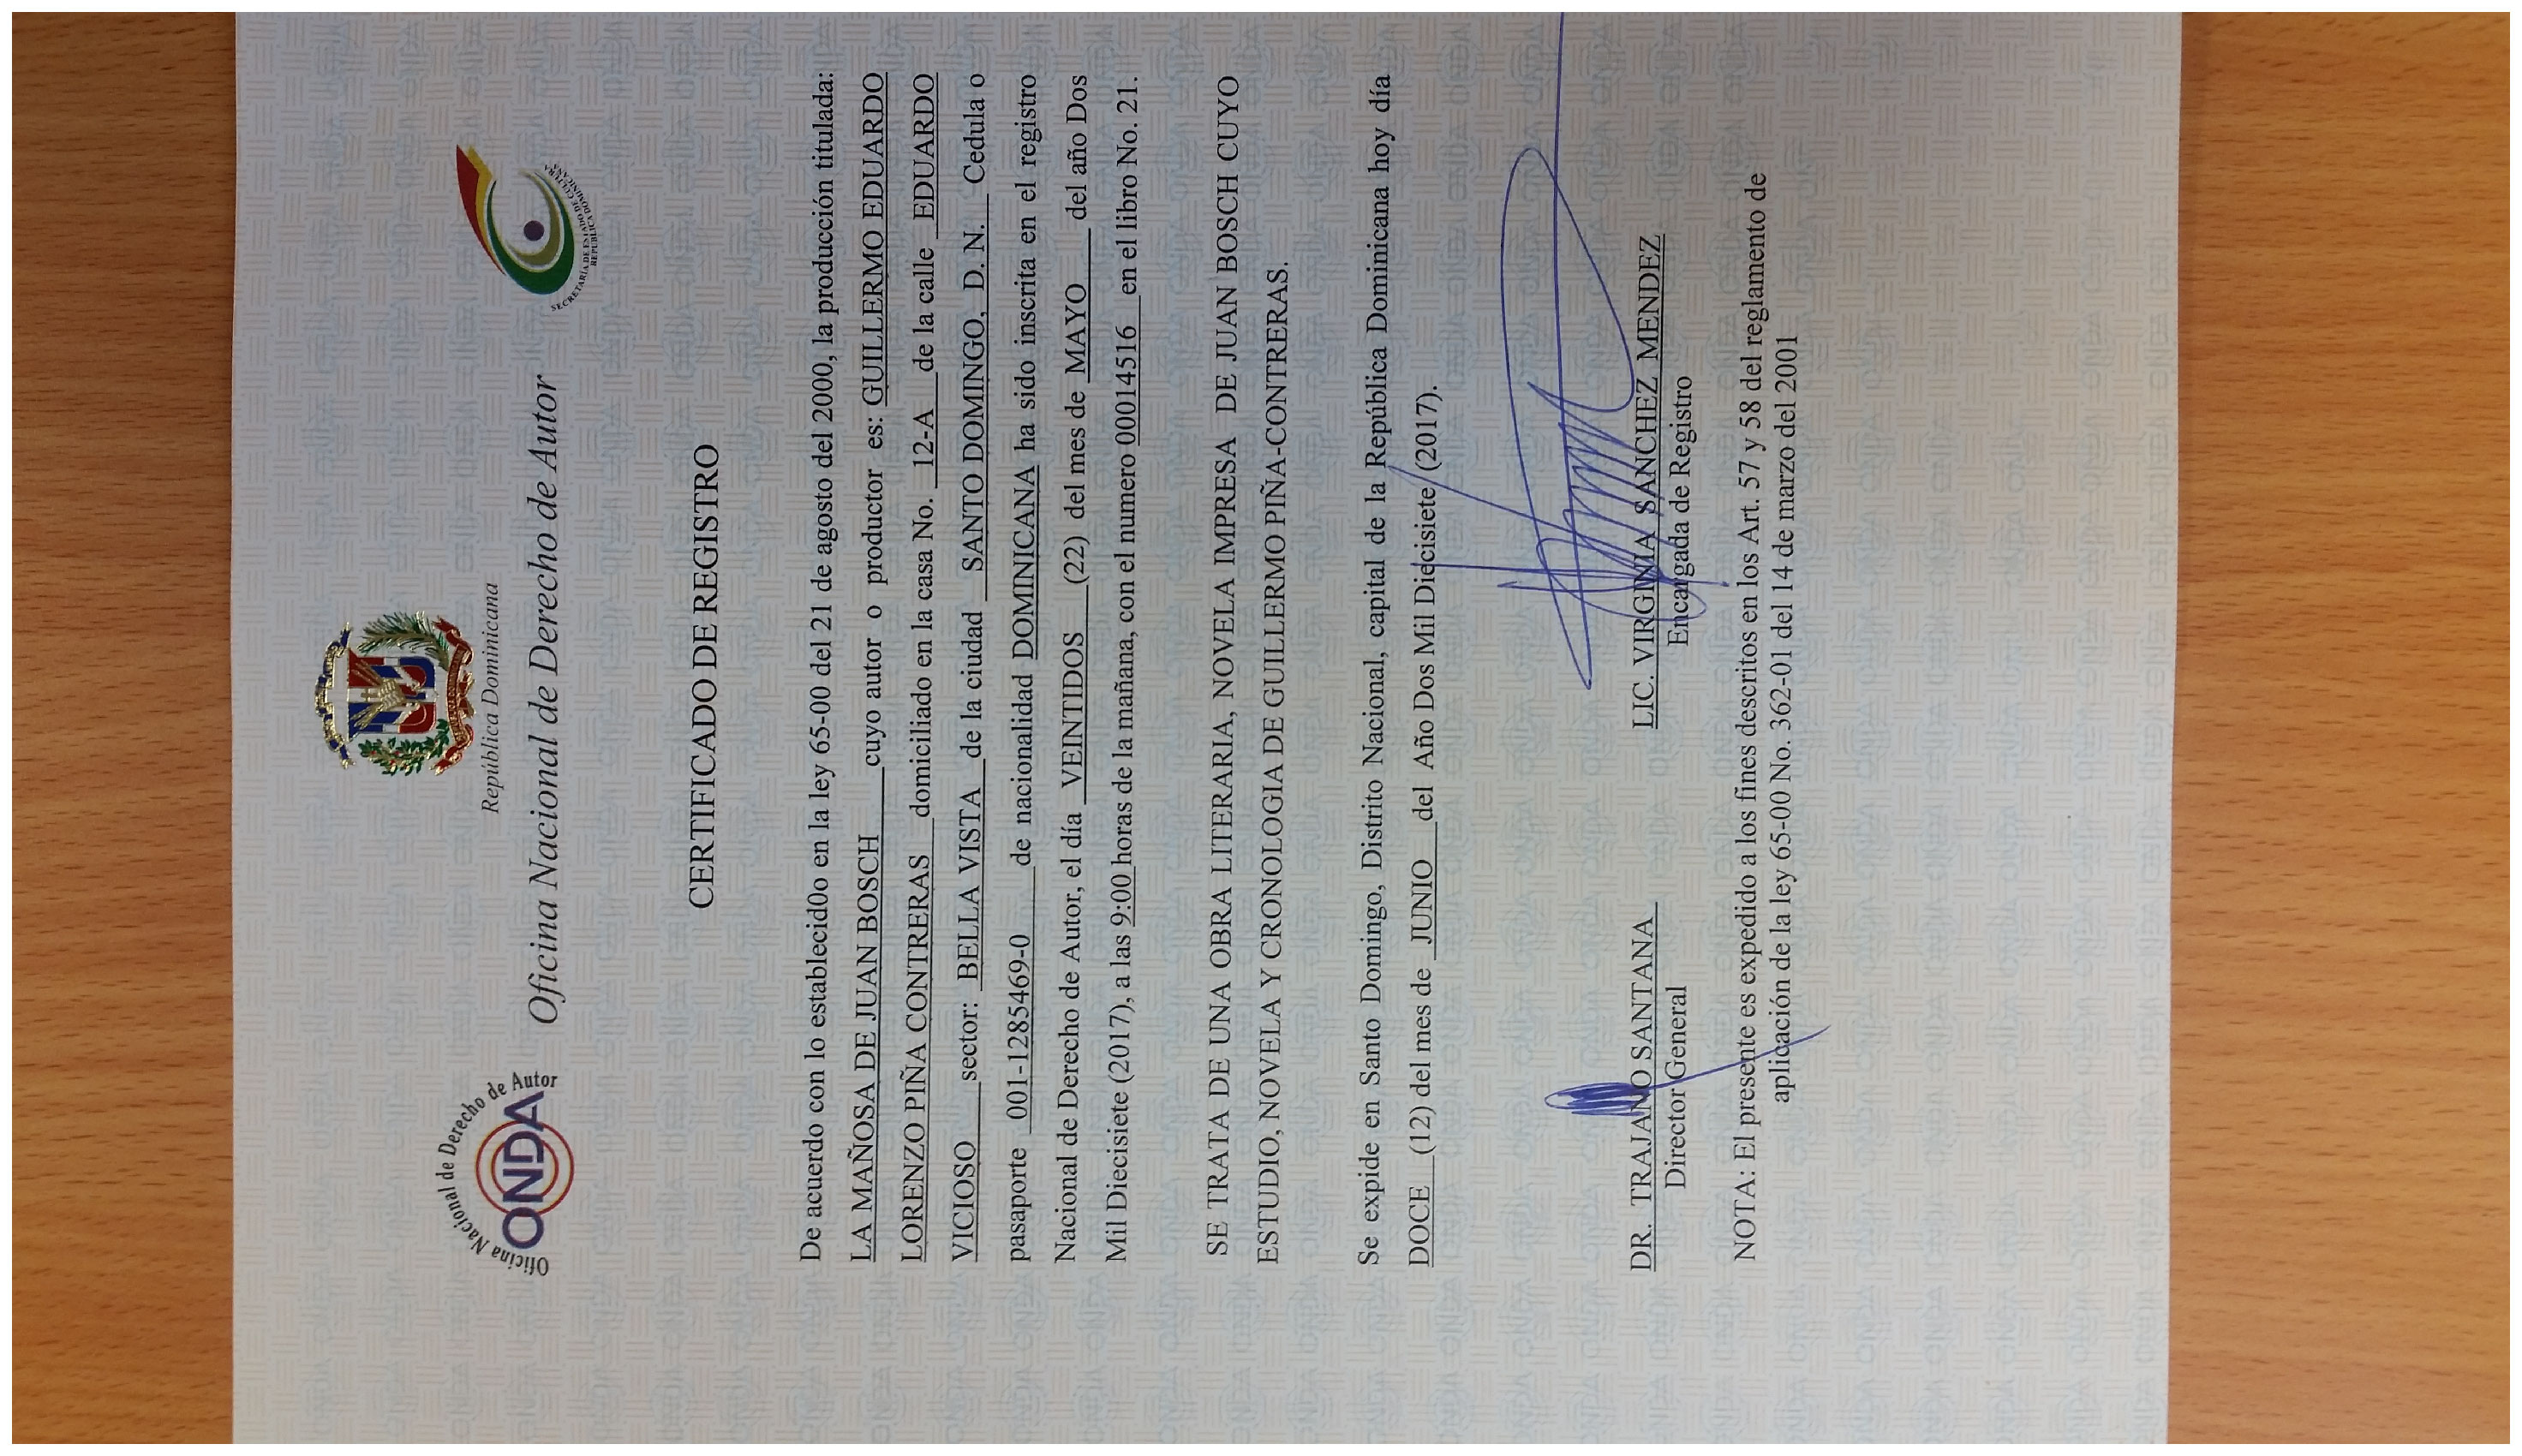 Oficina Nacional de Derecho de Autor
ONDA
República Dominicana
Oficina Nacional de Derecho de Autor
SECRETARÍA DE ESTADO DE CULTURA
REPÚBLICA DOMINICANA
CERTIFICADO DE REGISTRO
De acuerdo con lo establecid0o en la ley 65-00 del 21 de agosto del 2000, la producción titulada:
LA MAÑOSA DE JUAN BOSCH cuyo autor o productor es: GUILLERMO EDUARDO
LORENZO PIÑA CONTRERAS domiciliado en la casa No. 12-A de la calle EDUARDO
VICIOSO sector: BELLA VISTA de la ciudad SANTO DOMINGO, D. N. Cedula o
pasaporte 001-1285469-0 de nacionalidad DOMINICANA ha sido inscrita en el registro
Nacional de Derecho de Autor, el día VEINTIDOS (22) del mes de MAYO del año Dos
Mil Diecisiete (2017), a las 9:00 horas de la mañana, con el numero 00014516 en el libro No. 21.
SE TRATA DE UNA OBRA LITERARIA, NOVELA IMPRESA DE JUAN BOSCH CUYO
ESTUDIO, NOVELA Y CRONOLOGIA DE GUILLERMO PIÑA-CONTRERAS.
Se expide en Santo Domingo, Distrito Nacional, capital de la República Dominicana hoy día
DOCE (12) del mes de JUNIO del Año Dos Mil Diecisiete (2017).
DR. TRAJANO SANTANA LIC. VIRGINIA SANCHEZ MENDEZ
Director General Encargada de Registro
NOTA: El presente es expedido a los fines descritos en los Art. 57 y 58 del reglamento de
aplicación de la ley 65-00 No. 362-01 del 14 de marzo del 2001